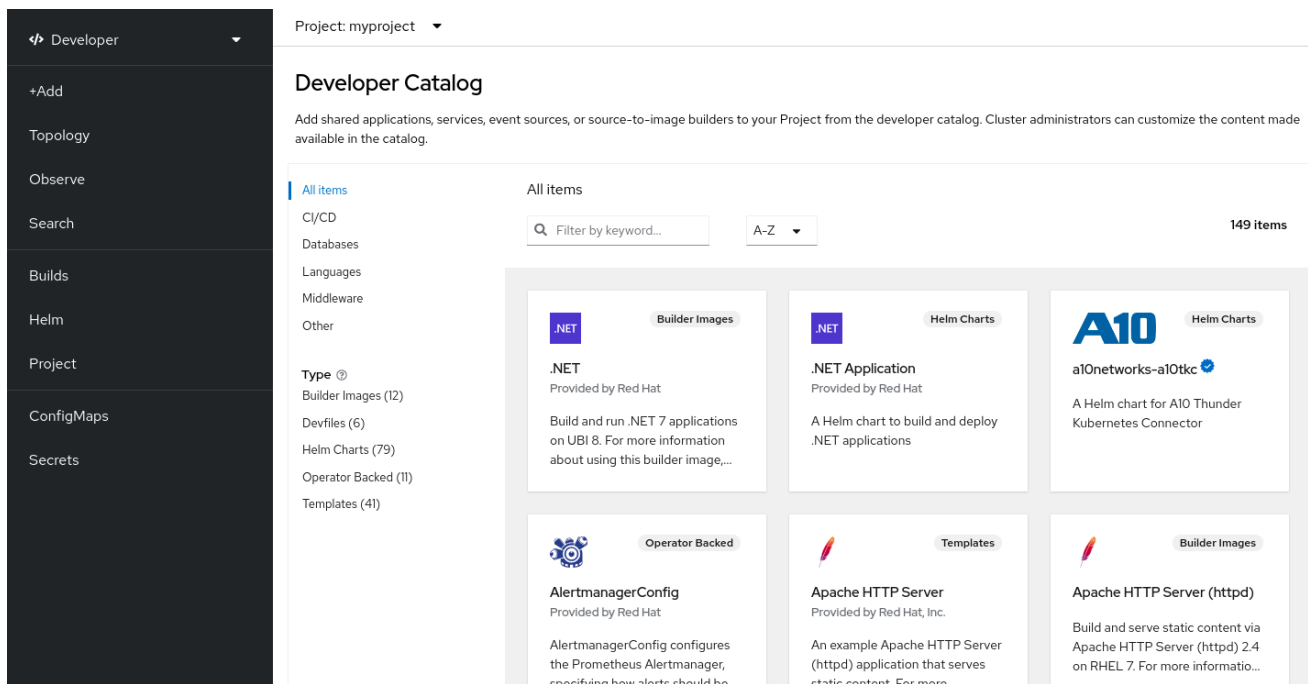 </> Developer
+Add
Topology
Observe
Search
Builds
Helm
Project
ConfigMaps
Secrets
Project: myproject
Developer Catalog
Add shared applications, services, event sources, or source-to-image builders to your Project from the developer catalog. Cluster administrators can customize the content made
available in the catalog.
All items
CI/CD
Databases
Languages
Middleware
Other
Type
Builder Images (12)
Devfiles (6)
Helm Charts (79)
Operator Backed (11)
Templates (41)
All items
Filter by keyword...
A-Z
149 items
.NET
Builder Images
.NET
Provided by Red Hat
Build and run .NET 7 applications
on UBI 8. For more information
about using this builder image,...
.NET
Helm Charts
.NET Application
Provided by Red Hat
A Helm chart to build and deploy
.NET applications
A10
Helm Charts
a10networks-a10tkc
A Helm chart for A10 Thunder
Kubernetes Connector
Operator Backed
AlertmanagerConfig
Provided by Red Hat
AlertmanagerConfig configures
the Prometheus Alertmanager,
specifying how alerts should be
Templates
Apache HTTP Server
Provided by Red Hat, Inc.
An example Apache HTTP Server
(httpd) application that serves
static content. For more
Builder Images
Apache HTTP Server (httpd)
Build and serve static content via
Apache HTTP Server (httpd) 2.4
on RHEL 7. For more informatio...